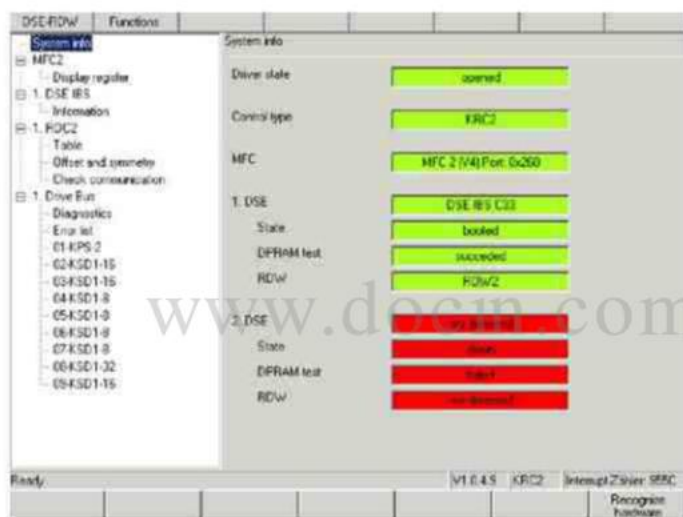 DSE-RDW Functions
System info
MFC2
Display register
1. DSE IBS
Information
1. RDC2
Table
Offset and symmetry
Check communication
1. Drive Bus
Diagnostics
Error list
01-KPS-2
02-KSD1-16
03-KSD1-16
04-KSD1-8
05-KSD1-8
06-KSD1-8
07-KSD1-8
08-KSD1-32
09-KSD1-16
System info
Driver state opened
Control type KRC2
MFC MFC 2 (V4) Port: 0x260
1. DSE DSE IBS C33
State booted
DPRAM test succeded
RDW RDW2
2. DSE
State
DPRAM test failed
RDW
www.docin.com
Ready V1.0.4.9 KRC2 Interrupt Zähler: 955C
Recognize
hardware